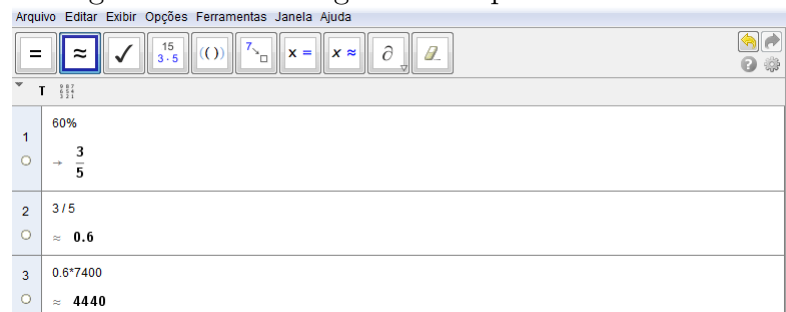 Arquivo Editar Exibir Opções Ferramentas Janela Ajuda
= ≈ ✓ 15 3·5 (( )) 7 x = x ≈ ∂
T
1 60%
→ 3/5
2 3 / 5
≈ 0.6
3 0.6*7400
≈ 4440